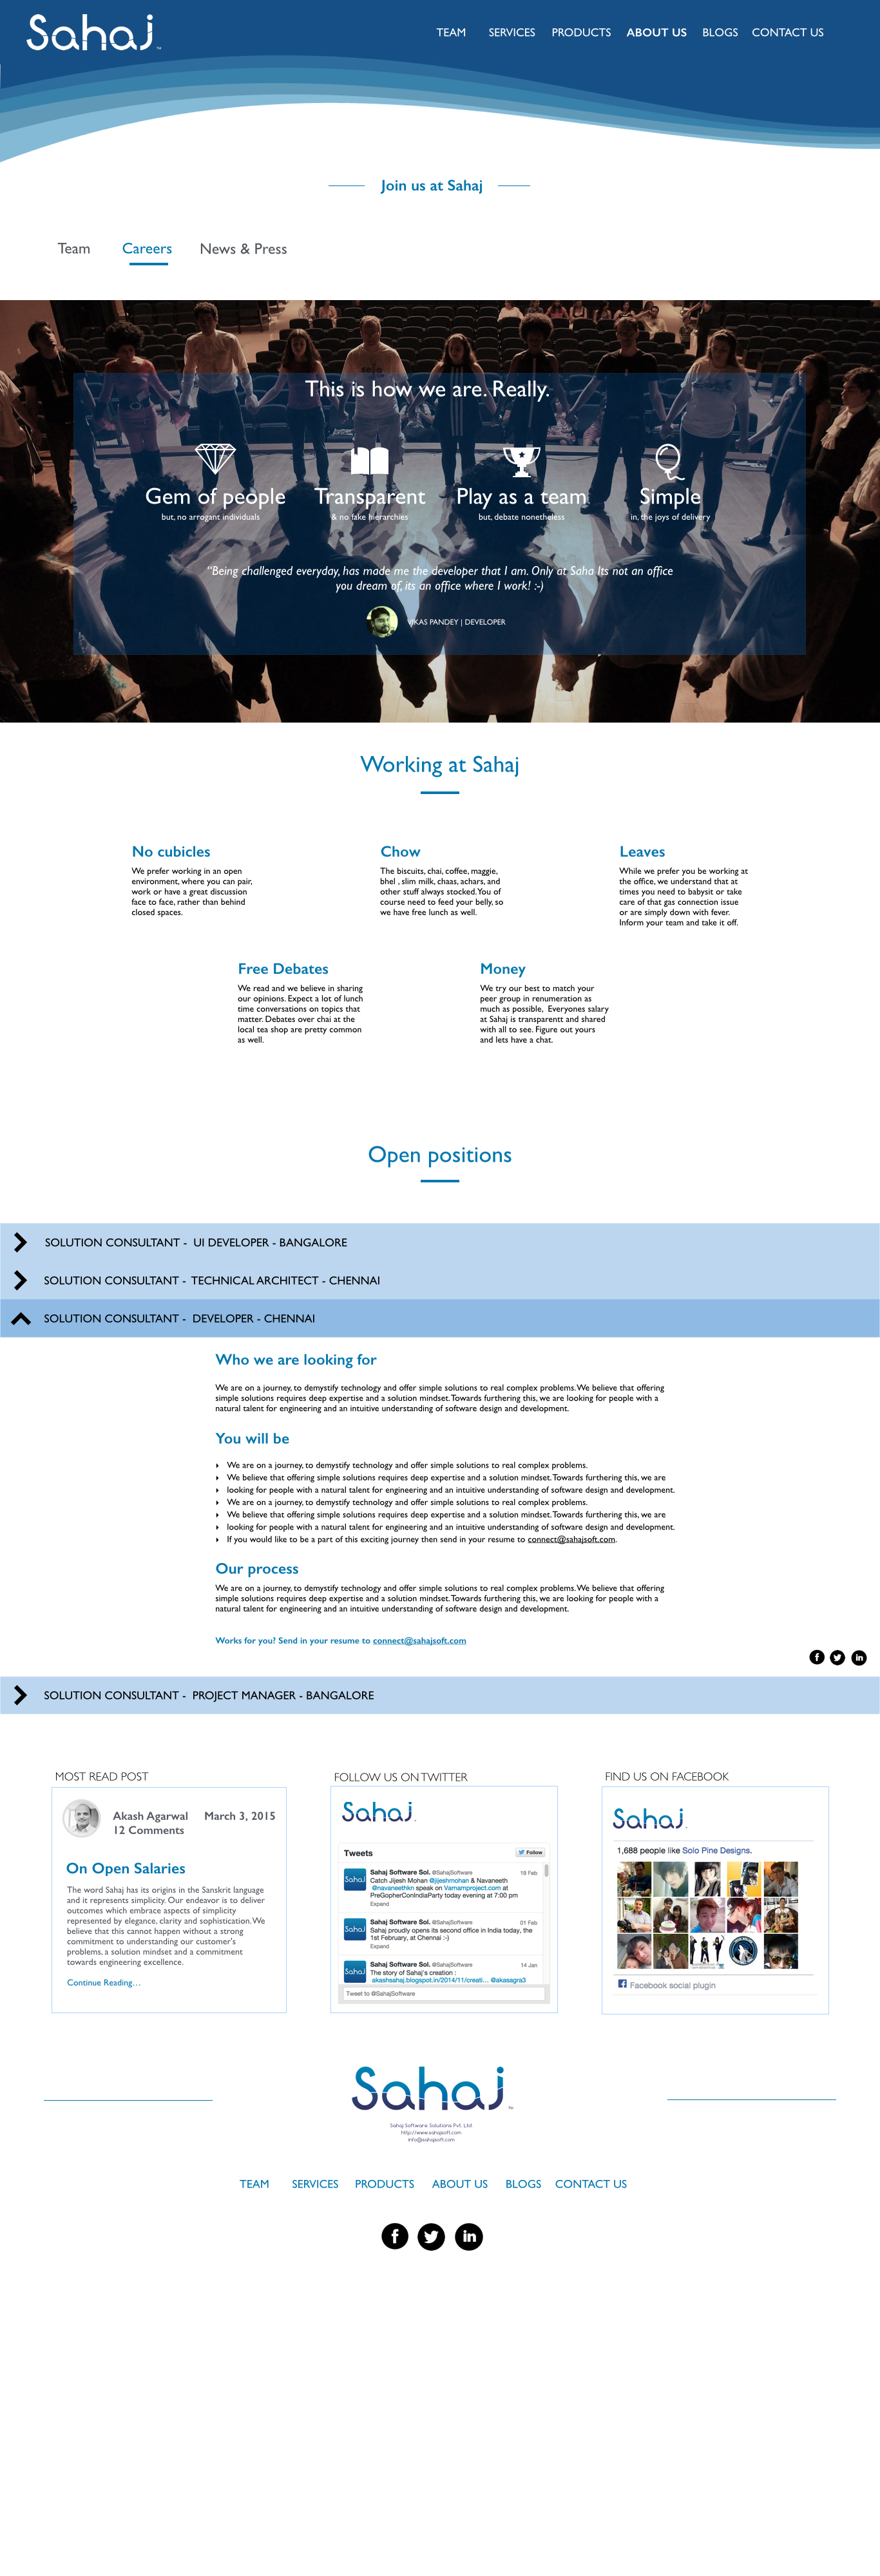 Sahaj
TEAM SERVICES PRODUCTS ABOUT US BLOGS CONTACT US
Join us at Sahaj
Team Careers News & Press
This is how we are. Really.
Gem of people Transparent Play as a team Simple
but, no arrogant individuals & no fake hierarchies but, debate nonetheless in, the joys of delivery
“Being challenged everyday, has made me the developer that I am. Only at Saha Its not an office
you dream of, its an office where I work! :-)
VIKAS PANDEY | DEVELOPER
Working at Sahaj
No cubicles
We prefer working in an open
environment, where you can pair,
work or have a great discussion
face to face, rather than behind
closed spaces.
Chow
The biscuits, chai, coffee, maggie,
bhel , slim milk, chaas, achars, and
other stuff always stocked. You of
course need to feed your belly, so
we have free lunch as well.
Leaves
While we prefer you be working at
the office, we understand that at
times you need to babysit or take
care of that gas connection issue
or are simply down with fever.
Inform your team and take it off.
Free Debates
We read and we believe in sharing
our opinions. Expect a lot of lunch
time conversations on topics that
matter. Debates over chai at the
local tea shop are pretty common
as well.
Money
We try our best to match your
peer group in renumeration as
much as possible, Everyones salary
at Sahaj is transparentt and shared
with all to see. Figure out yours
and lets have a chat.
Open positions
SOLUTION CONSULTANT - UI DEVELOPER - BANGALORE
SOLUTION CONSULTANT - TECHNICAL ARCHITECT - CHENNAI
SOLUTION CONSULTANT - DEVELOPER - CHENNAI
Who we are looking for
We are on a journey, to demystify technology and offer simple solutions to real complex problems. We believe that offering
simple solutions requires deep expertise and a solution mindset. Towards furthering this, we are looking for people with a
natural talent for engineering and an intuitive understanding of software design and development.
You will be
We are on a journey, to demystify technology and offer simple solutions to real complex problems.
We believe that offering simple solutions requires deep expertise and a solution mindset. Towards furthering this, we are
looking for people with a natural talent for engineering and an intuitive understanding of software design and development.
We are on a journey, to demystify technology and offer simple solutions to real complex problems.
We believe that offering simple solutions requires deep expertise and a solution mindset. Towards furthering this, we are
looking for people with a natural talent for engineering and an intuitive understanding of software design and development.
If you would like to be a part of this exciting journey then send in your resume to connect@sahajsoft.com.
Our process
We are on a journey, to demystify technology and offer simple solutions to real complex problems. We believe that offering
simple solutions requires deep expertise and a solution mindset. Towards furthering this, we are looking for people with a
natural talent for engineering and an intuitive understanding of software design and development.
Works for you? Send in your resume to connect@sahajsoft.com
SOLUTION CONSULTANT - PROJECT MANAGER - BANGALORE
MOST READ POST
Akash Agarwal March 3, 2015
12 Comments
On Open Salaries
The word Sahaj has its origins in the Sanskrit language
and it represents simplicity. Our endeavor is to deliver
outcomes which embrace aspects of simplicity
represented by elegance, clarity and sophistication. We
believe that this cannot happen without a strong
commitment to understanding our customer's
problems, a solution mindset and a commitment
towards engineering excellence.
Continue Reading…
FOLLOW US ON TWITTER
Sahaj
Tweets Follow
Sahaj Software Sol. @SahajSoftware 19 Feb
Catch Jijesh Mohan @jijeshmohan & Navaneeth
@navaneethkn speak on Varnamproject.com at
PreGopherConIndiaParty today evening at 7:00 pm
Expand
Sahaj Software Sol. @SahajSoftware 01 Feb
Sahaj proudly opens its second office in India today, the
1st February, at Chennai :-)
Expand
Sahaj Software Sol. @SahajSoftware 14 Jan
The story of Sahaj's creation :
akashsahaj.blogspot.in/2014/11/creati... @akasagra3
Tweet to @SahajSoftware
FIND US ON FACEBOOK
Sahaj
1,688 people like Solo Pine Designs.
Facebook social plugin
Sahaj
Sahaj Software Solutions Pvt. Ltd.
http://www.sahajsoft.com
info@sahajsoft.com
TEAM SERVICES PRODUCTS ABOUT US BLOGS CONTACT US